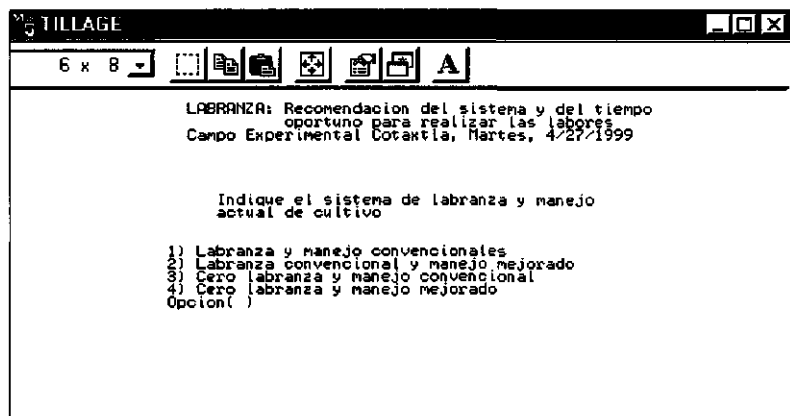 TILLAGE
6 x 8
A
LABRANZA: Recomendacion del sistema y del tiempo
oportuno para realizar las labores
Campo Experimental Cotaxtla, Martes, 4/27/1999
Indique el sistema de labranza y manejo
actual de cultivo
1) Labranza y manejo convencionales
2) Labranza convencional y manejo mejorado
3) Cero labranza y manejo convencional
4) Cero labranza y manejo mejorado
Opcion( )